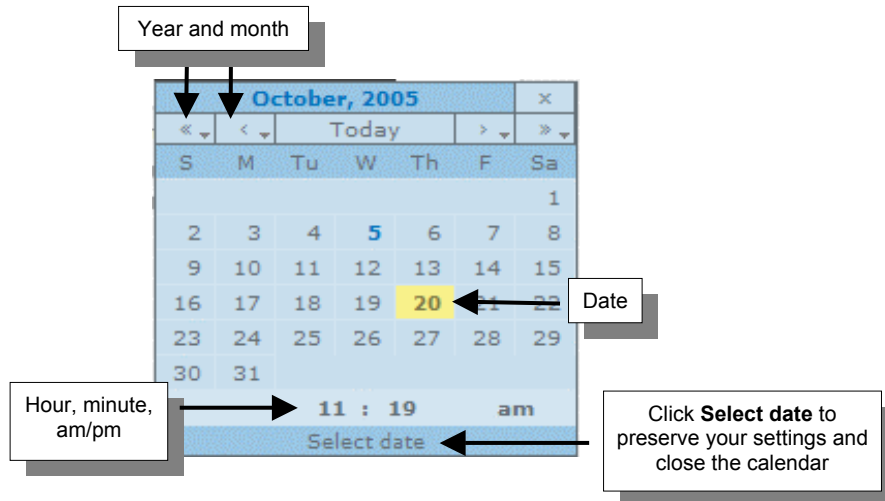 Year and month
October, 2005 ×
« ‹ Today › »
S M Tu W Th F Sa
1
2 3 4 5 6 7 8
9 10 11 12 13 14 15
16 17 18 19 20 21 22
Date
23 24 25 26 27 28 29
30 31
Hour, minute,
am/pm
11 : 19 am
Select date
Click Select date to
preserve your settings and
close the calendar